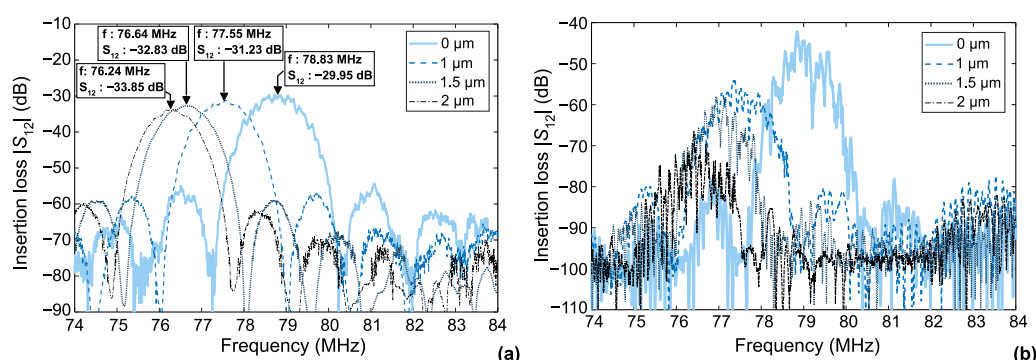 −10
−20
−30
−40
−50
−60
−70
−80
−90
Insertion loss |S12| (dB)
f : 76.64 MHz
S12 : −32.83 dB
f : 77.55 MHz
S12 : −31.23 dB
f: 76.24 MHz
S12 : −33.85 dB
f : 78.83 MHz
S12 : −29.95 dB
0 µm
1 µm
1.5 µm
2 µm
74 75 76 77 78 79 80 81 82 83 84
Frequency (MHz)
(a)
−40
−50
−60
−70
−80
−90
−100
−110
Insertion loss |S12| (dB)
0 µm
1 µm
1.5 µm
2 µm
74 75 76 77 78 79 80 81 82 83 84
Frequency (MHz)
(b)